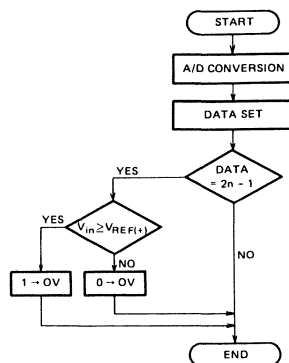 START
A/D CONVERSION
DATA SET
DATA
= 2n - 1
YES
NO
Vin ≥ VREF(+)
YES
NO
1 → OV
0 → OV
END